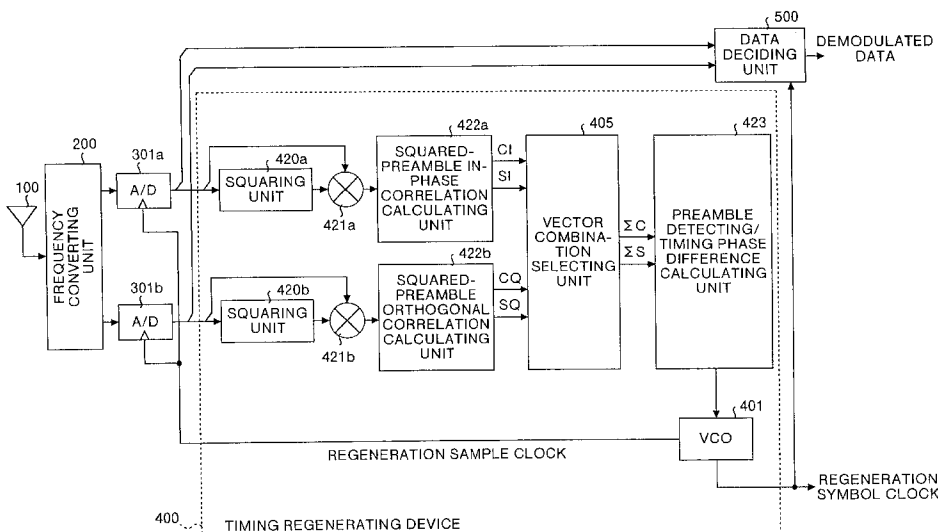 500
DATA
DECIDING
UNIT
DEMODULATED
DATA
100
200
FREQUENCY
CONVERTING
UNIT
301a
A/D
301b
A/D
420a
SQUARING
UNIT
421a
422a
SQUARED-
PREAMBLE IN-
PHASE
CORRELATION
CALCULATING
UNIT
CI
SI
420b
SQUARING
UNIT
421b
422b
SQUARED-
PREAMBLE
ORTHOGONAL
CORRELATION
CALCULATING
UNIT
CQ
SQ
405
VECTOR
COMBINA-
TION
SELECTING
UNIT
ΣC
ΣS
423
PREAMBLE
DETECTING/
TIMING PHASE
DIFFERENCE
CALCULATING
UNIT
401
VCO
REGENERATION SAMPLE CLOCK
REGENERATION
SYMBOL CLOCK
400
TIMING REGENERATING DEVICE